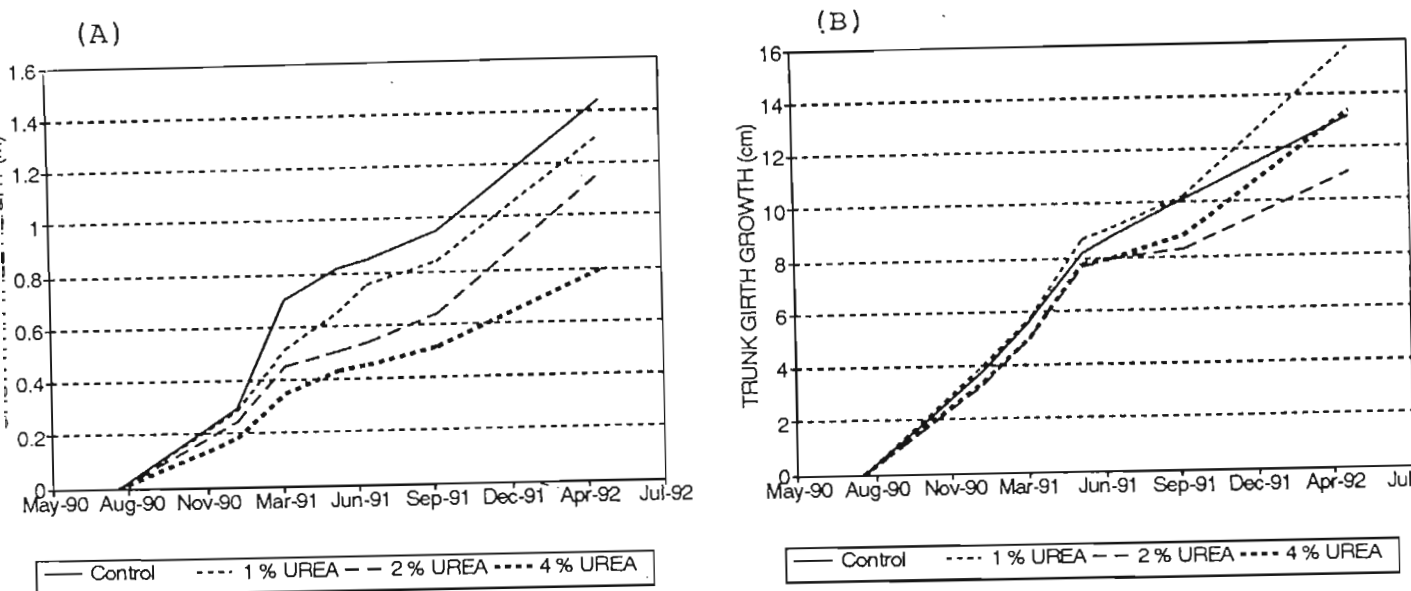 (A)
1.6
1.4
1.2
1
0.8
0.6
0.4
0.2
0
May-90 Aug-90 Nov-90 Mar-91 Jun-91 Sep-91 Dec-91 Apr-92 Jul-92
Control 1 % UREA 2 % UREA 4 % UREA
(B)
TRUNK GIRTH GROWTH (cm)
16
14
12
10
8
6
4
2
0
May-90 Aug-90 Nov-90 Mar-91 Jun-91 Sep-91 Dec-91 Apr-92 Jul
Control 1 % UREA 2 % UREA 4 % UREA